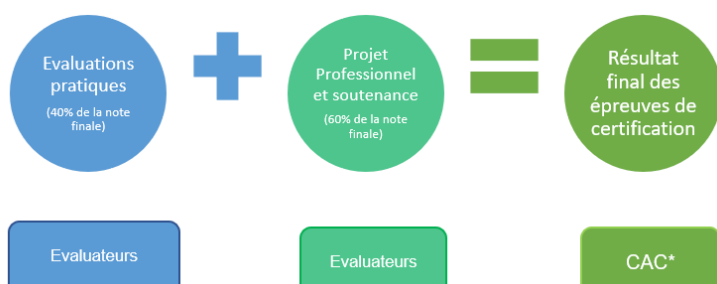 Evaluations
pratiques
(40% de la note
finale)
Projet
Professionnel
et soutenance
(60% de la note
finale)
Résultat
final des
épreuves de
certification
Evaluateurs
Evaluateurs
CAC*